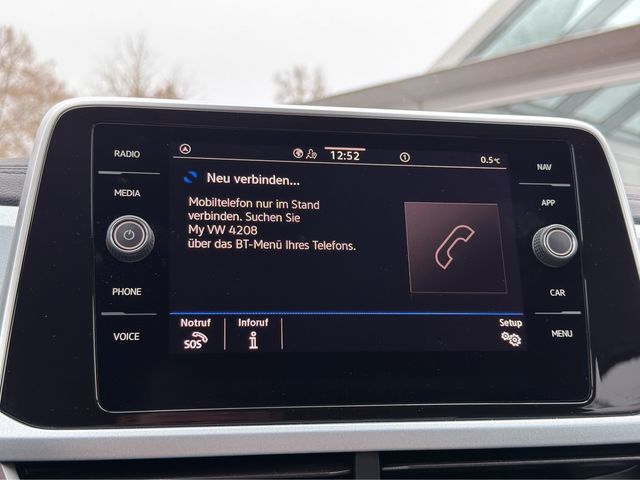 RADIO
MEDIA
PHONE
VOICE
12:52
1
0.5°C
Neu verbinden...
Mobiltelefon nur im Stand
verbinden. Suchen Sie
My VW 4208
über das BT-Menü Ihres Telefons.
Notruf
SOS
Inforuf
i
Setup
NAV
APP
CAR
MENU